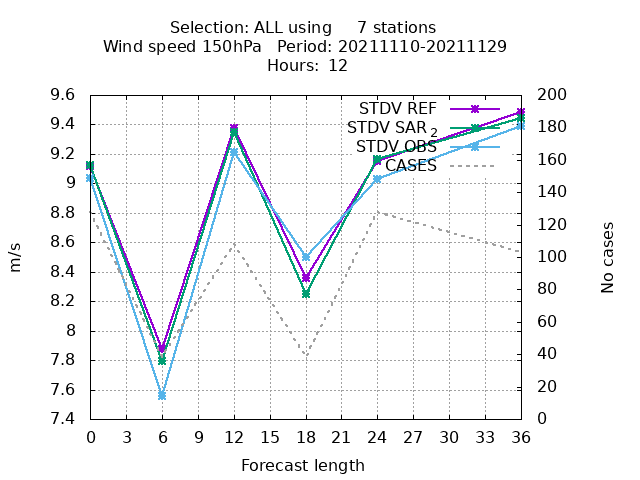 Selection: ALL using     7 stations
Wind speed 150hPa   Period: 20211110-20211129
Hours:  12
STDV REF
STDV SAR 2
STDV OBS
CASES
m/s
No cases
9.6
9.4
9.2
9
8.8
8.6
8.4
8.2
8
7.8
7.6
7.4
200
180
160
140
120
100
80
60
40
20
0
0 3 6 9 12 15 18 21 24 27 30 33 36
Forecast length